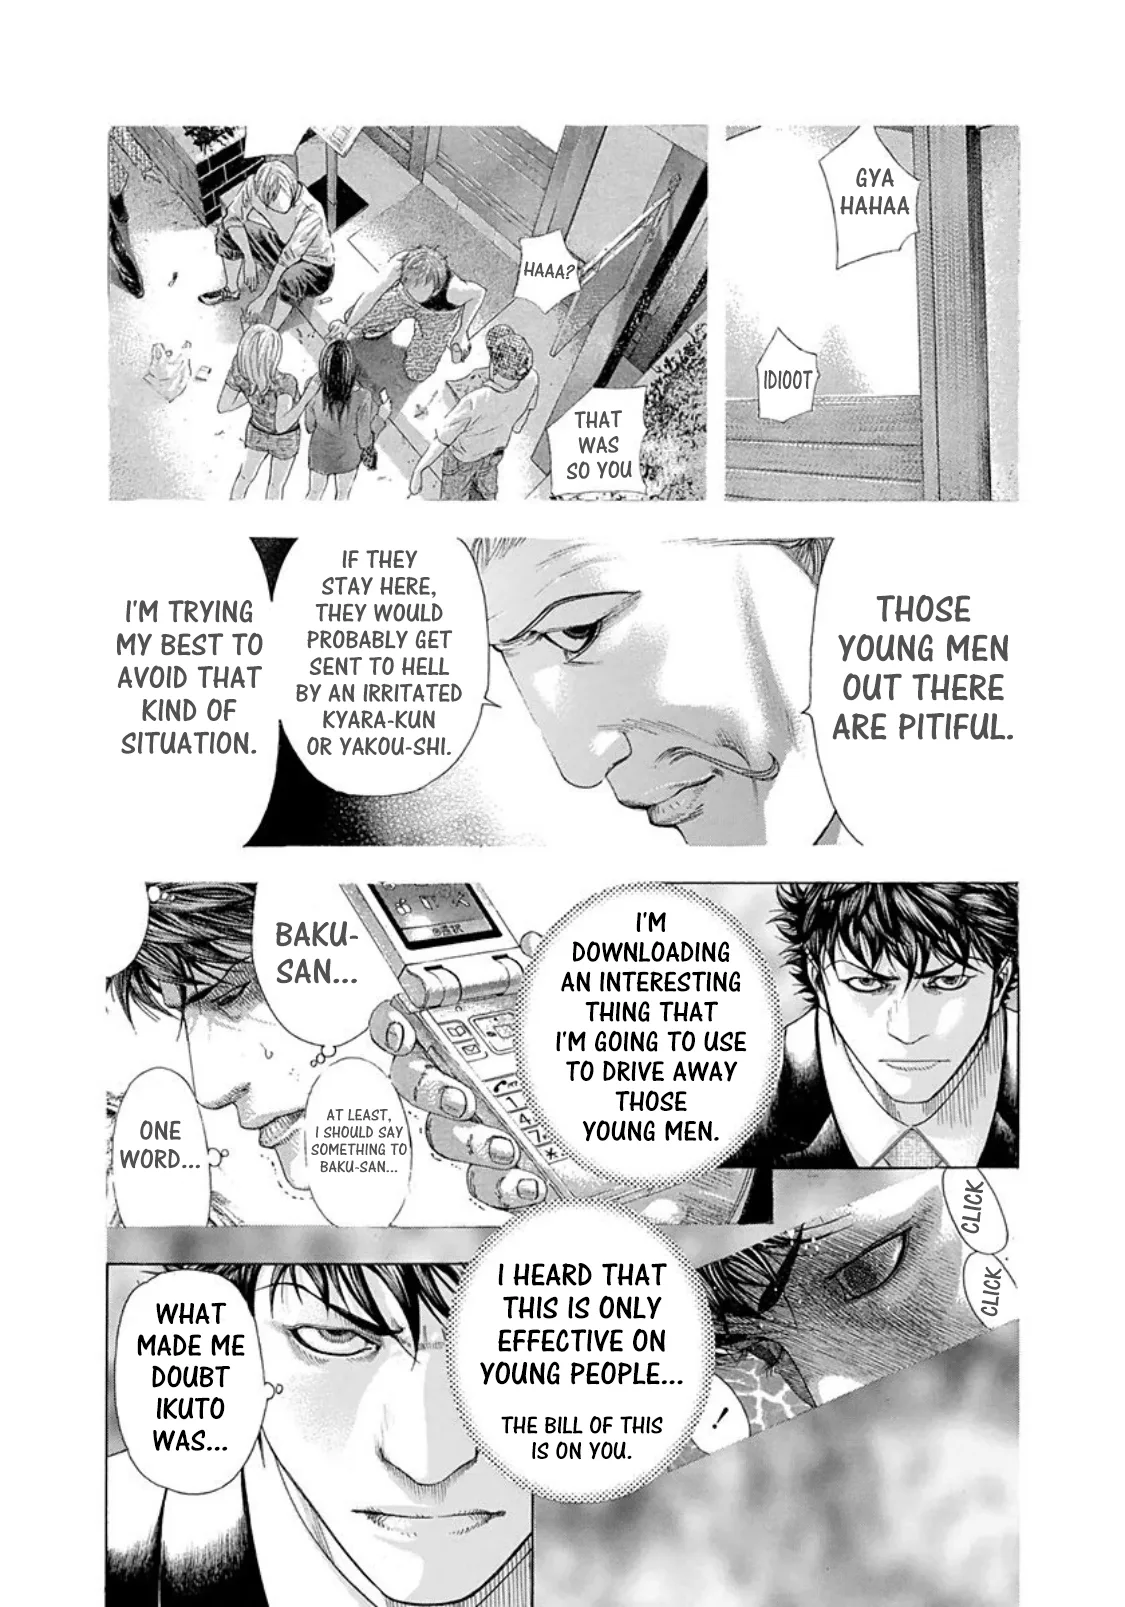 GYA
HAHAA
IDIOOT
HAAA?
THAT
WAS
SO YOU
THOSE
YOUNG MEN
OUT THERE
ARE PITIFUL.
IF THEY
STAY HERE,
THEY WOULD
PROBABLY GET
SENT TO HELL
BY AN IRRITATED
KYARA-KUN
OR YAKOU-SHI.
I'M TRYING
MY BEST TO
AVOID THAT
KIND OF
SITUATION.
I'M
DOWNLOADING
AN INTERESTING
THING THAT
I'M GOING TO USE
TO DRIVE AWAY
THOSE
YOUNG MEN.
BAKU-
SAN...
AT LEAST,
I SHOULD SAY
SOMETHING TO
BAKU-SAN...
ONE
WORD...
CLICK
CLICK
!
I HEARD THAT
THIS IS ONLY
EFFECTIVE ON
YOUNG PEOPLE...
THE BILL OF THIS
IS ON YOU.
WHAT
MADE ME
DOUBT
IKUTO
WAS...